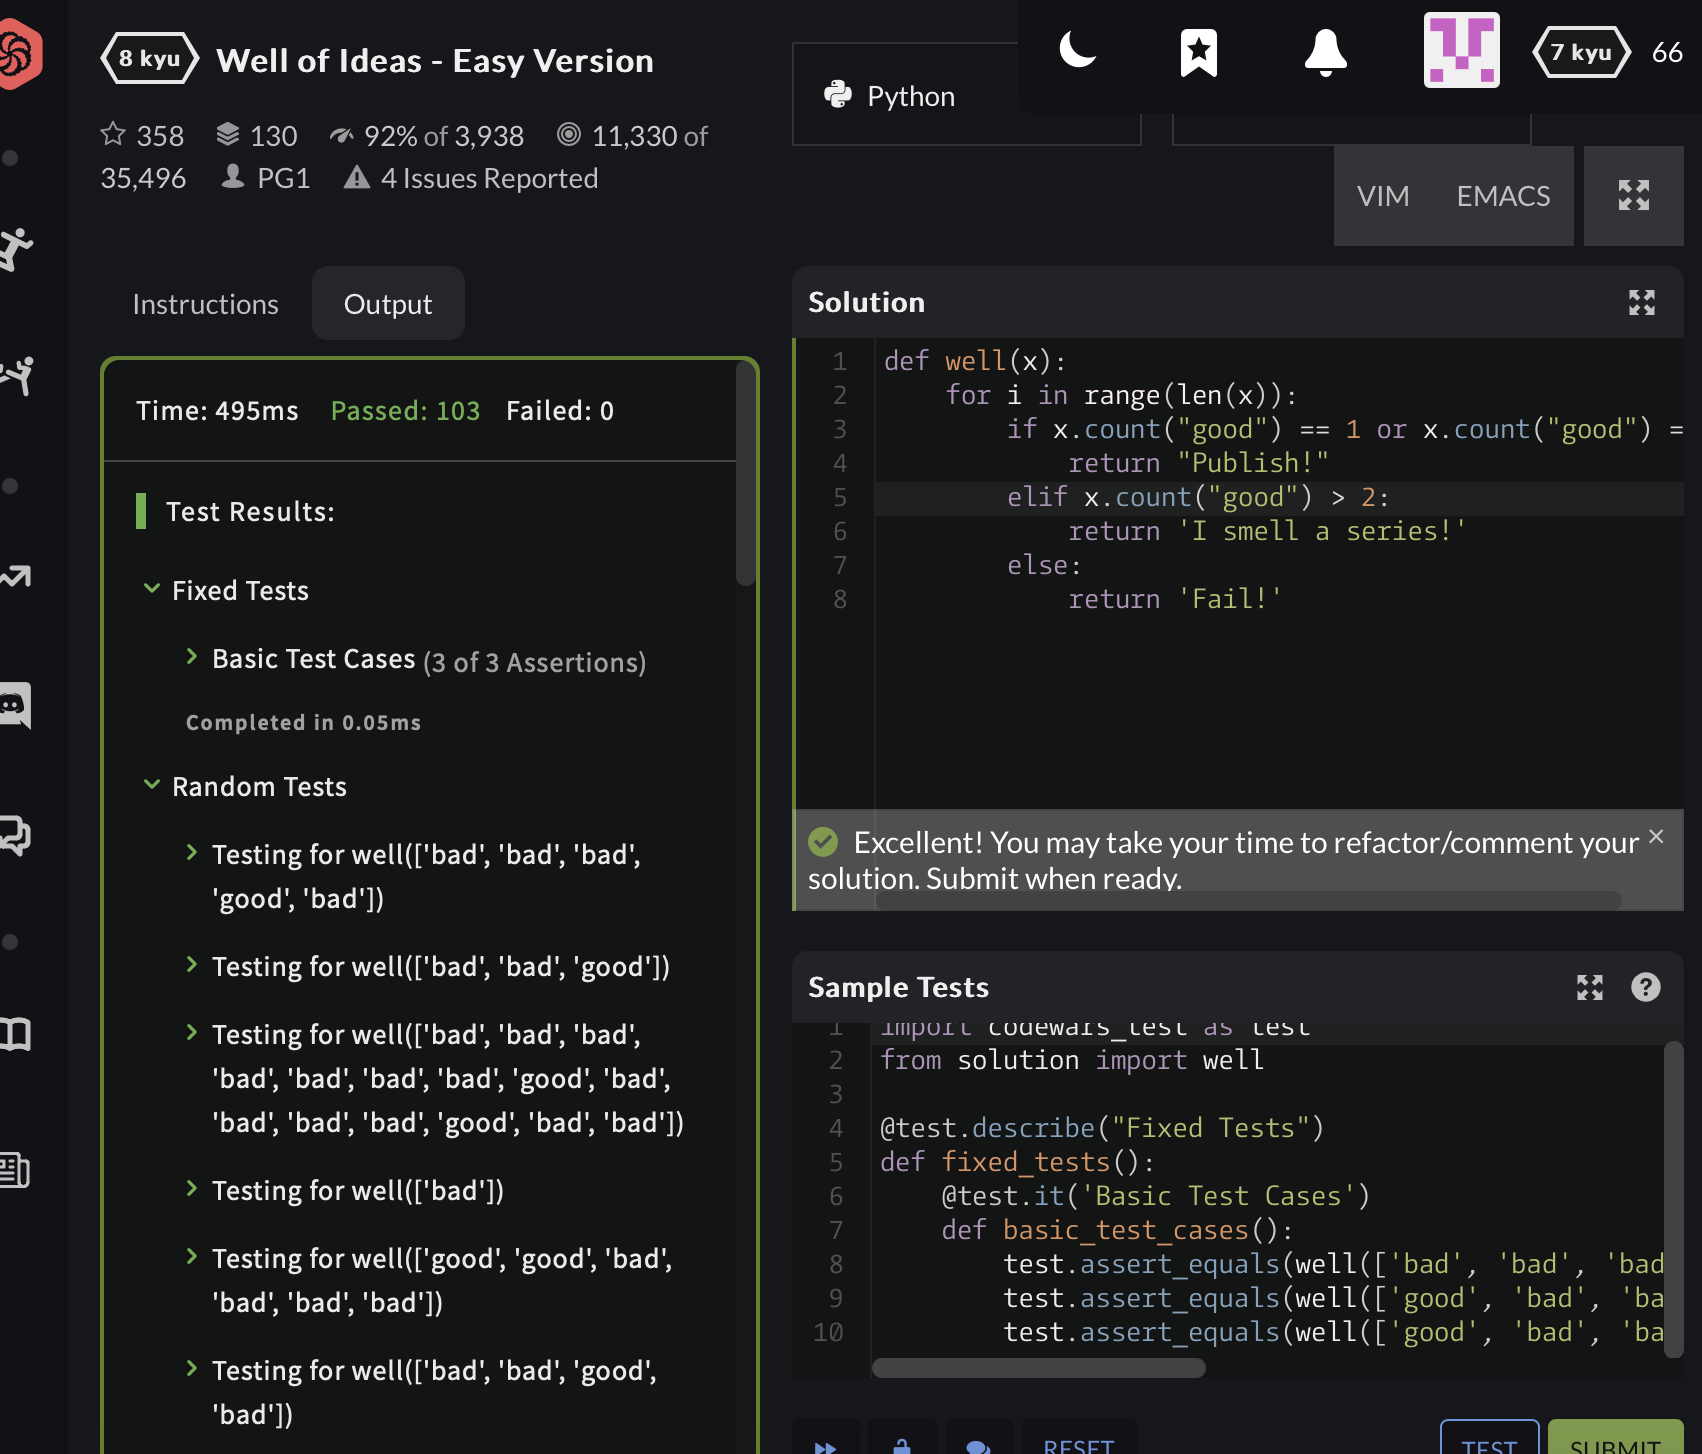 8 kyu Well of Ideas - Easy Version
358 130 92% of 3,938 11,330 of
35,496 PG1 4 Issues Reported
Python
7 kyu 66
VIM EMACS
Instructions Output
Time: 495ms Passed: 103 Failed: 0
Test Results:
Fixed Tests
Basic Test Cases (3 of 3 Assertions)
Completed in 0.05ms
Random Tests
Testing for well(['bad', 'bad', 'bad',
'good', 'bad'])
Testing for well(['bad', 'bad', 'good'])
Testing for well(['bad', 'bad', 'bad',
'bad', 'bad', 'bad', 'bad', 'good', 'bad',
'bad', 'bad', 'bad', 'good', 'bad', 'bad'])
Testing for well(['bad'])
Testing for well(['good', 'good', 'bad',
'bad', 'bad', 'bad'])
Testing for well(['bad', 'bad', 'good',
'bad'])
Solution
1 def well(x):
2 for i in range(len(x)):
3 if x.count("good") == 1 or x.count("good") =
4 return "Publish!"
5 elif x.count("good") > 2:
6 return 'I smell a series!'
7 else:
8 return 'Fail!'
Excellent! You may take your time to refactor/comment your
solution. Submit when ready.
Sample Tests
1 import codewars_test as test
2 from solution import well
3
4 @test.describe("Fixed Tests")
5 def fixed_tests():
6 @test.it('Basic Test Cases')
7 def basic_test_cases():
8 test.assert_equals(well(['bad', 'bad', 'bad
9 test.assert_equals(well(['good', 'bad', 'ba
10 test.assert_equals(well(['good', 'bad', 'ba
RESET TEST SUBMIT